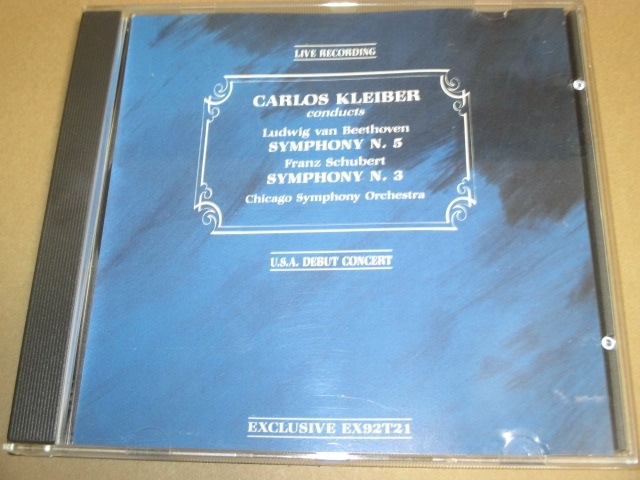 LIVE RECORDING
CARLOS KLEIBER
conducts
Ludwig van Beethoven
SYMPHONY N. 5
Franz Schubert
SYMPHONY N. 3
Chicago Symphony Orchestra
U.S.A. DEBUT CONCERT
EXCLUSIVE EX92T21